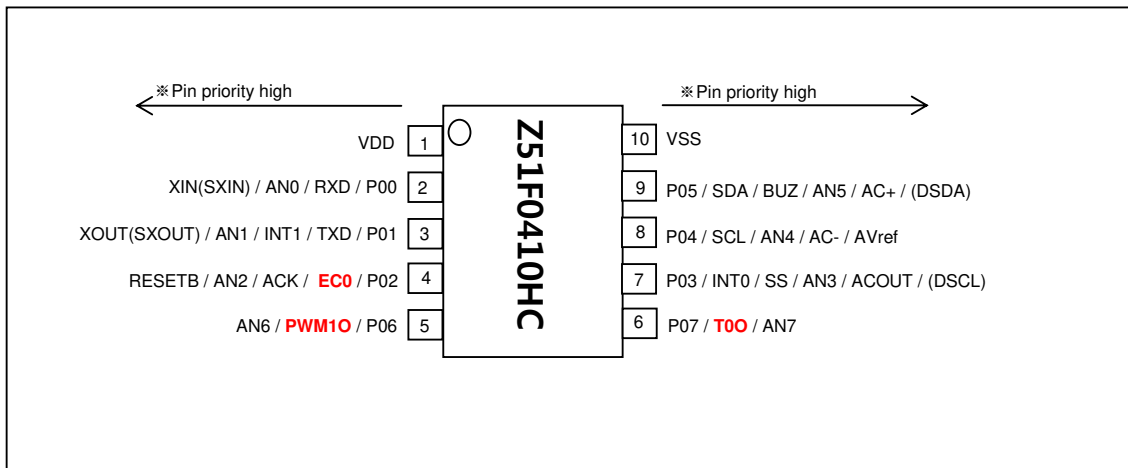 ※Pin priority high
※Pin priority high
Z51F0410HC
VDD 1
XIN(SXIN) / AN0 / RXD / P00 2
XOUT(SXOUT) / AN1 / INT1 / TXD / P01 3
RESETB / AN2 / ACK / EC0 / P02 4
AN6 / PWM1O / P06 5
10 VSS
9 P05 / SDA / BUZ / AN5 / AC+ / (DSDA)
8 P04 / SCL / AN4 / AC- / AVref
7 P03 / INT0 / SS / AN3 / ACOUT / (DSCL)
6 P07 / T0O / AN7